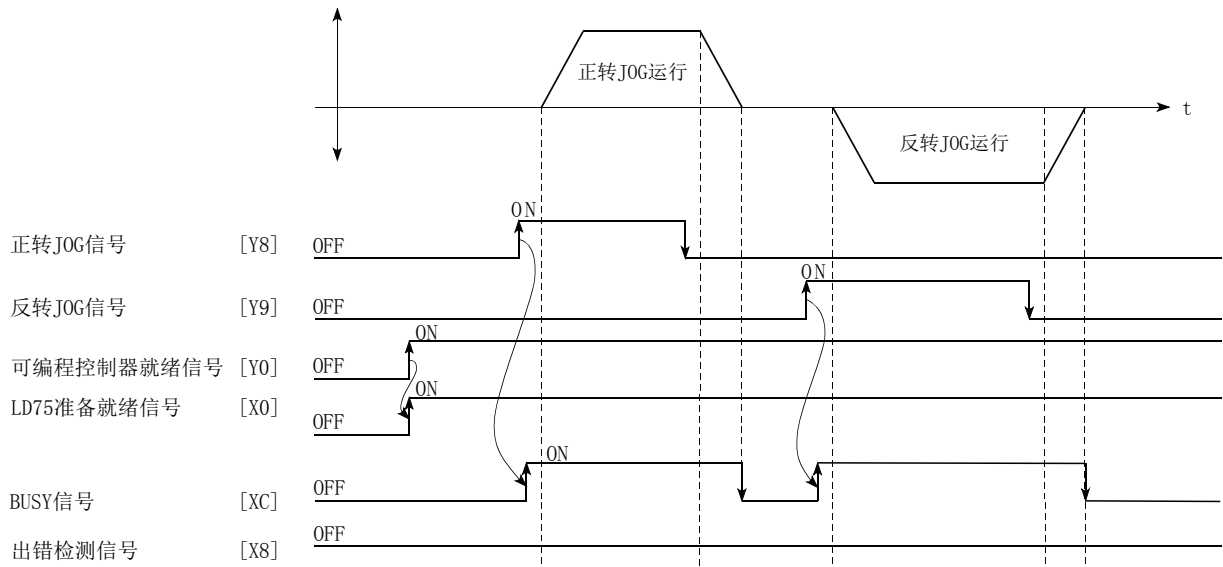 正转JOG运行
t
反转JOG运行
ON
正转JOG信号 [Y8] OFF
ON
反转JOG信号 [Y9] OFF
ON
可编程控制器就绪信号 [Y0] OFF
ON
LD75准备就绪信号 [X0] OFF
ON
BUSY信号 [XC] OFF
出错检测信号 [X8] OFF